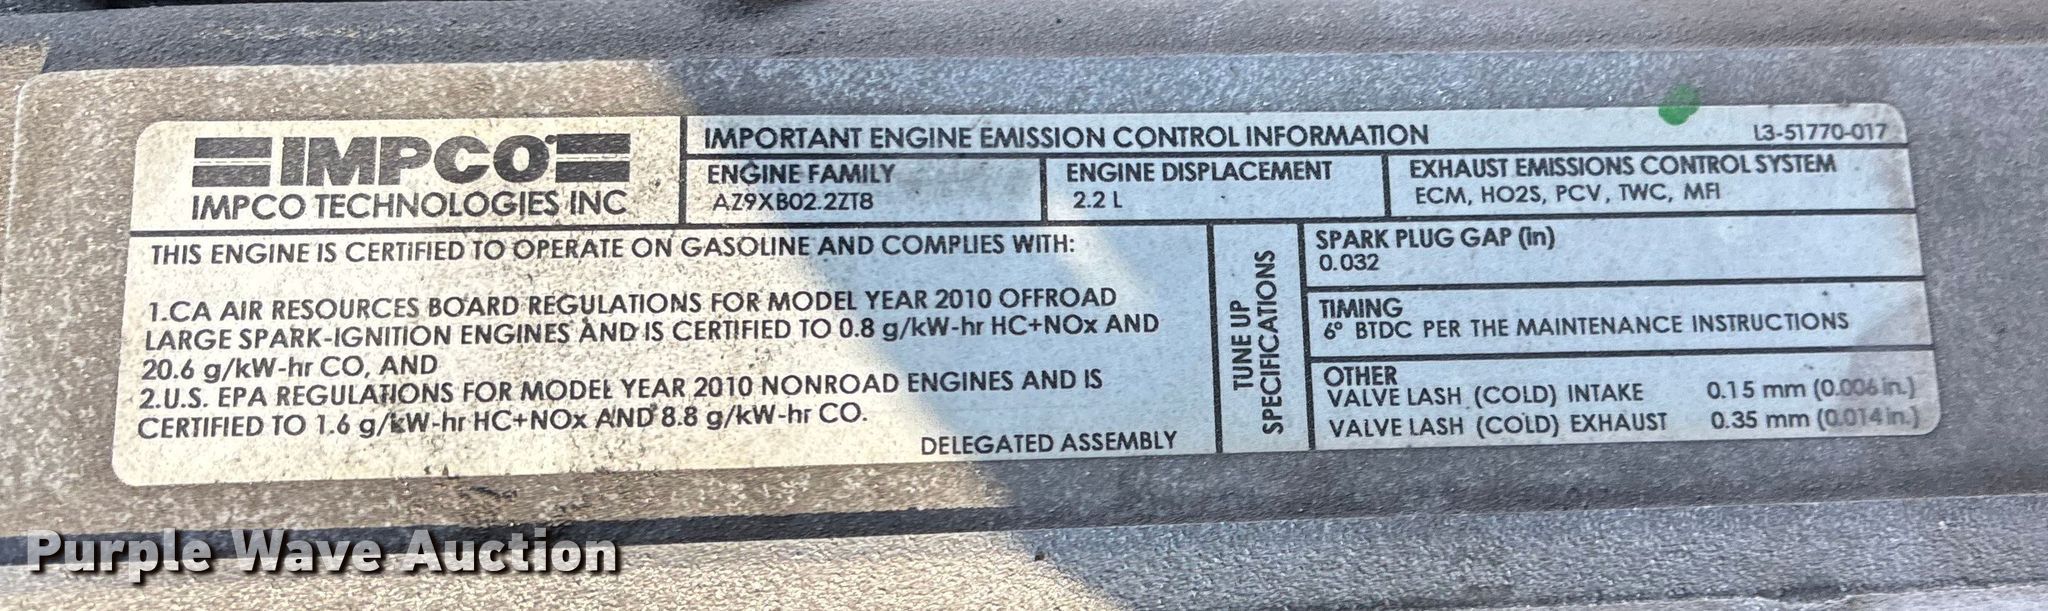 IMPCO
IMPCO TECHNOLOGIES INC
IMPORTANT ENGINE EMISSION CONTROL INFORMATION
L3-51770-017
ENGINE FAMILY
AZ9XB02.2ZT8
ENGINE DISPLACEMENT
2.2 L
EXHAUST EMISSIONS CONTROL SYSTEM
ECM, HO2S, PCV, TWC, MFI
THIS ENGINE IS CERTIFIED TO OPERATE ON GASOLINE AND COMPLIES WITH:
1.CA AIR RESOURCES BOARD REGULATIONS FOR MODEL YEAR 2010 OFFROAD
LARGE SPARK-IGNITION ENGINES AND IS CERTIFIED TO 0.8 g/kW-hr HC+NOx AND
20.6 g/kW-hr CO, AND
2.U.S. EPA REGULATIONS FOR MODEL YEAR 2010 NONROAD ENGINES AND IS
CERTIFIED TO 1.6 g/kW-hr HC+NOx AND 8.8 g/kW-hr CO.
DELEGATED ASSEMBLY
TUNE UP
SPECIFICATIONS
SPARK PLUG GAP (in)
0.032
TIMING
6° BTDC PER THE MAINTENANCE INSTRUCTIONS
OTHER
VALVE LASH (COLD) INTAKE 0.15 mm (0.006 in.)
VALVE LASH (COLD) EXHAUST 0.35 mm (0.014 in.)
Purple Wave Auction